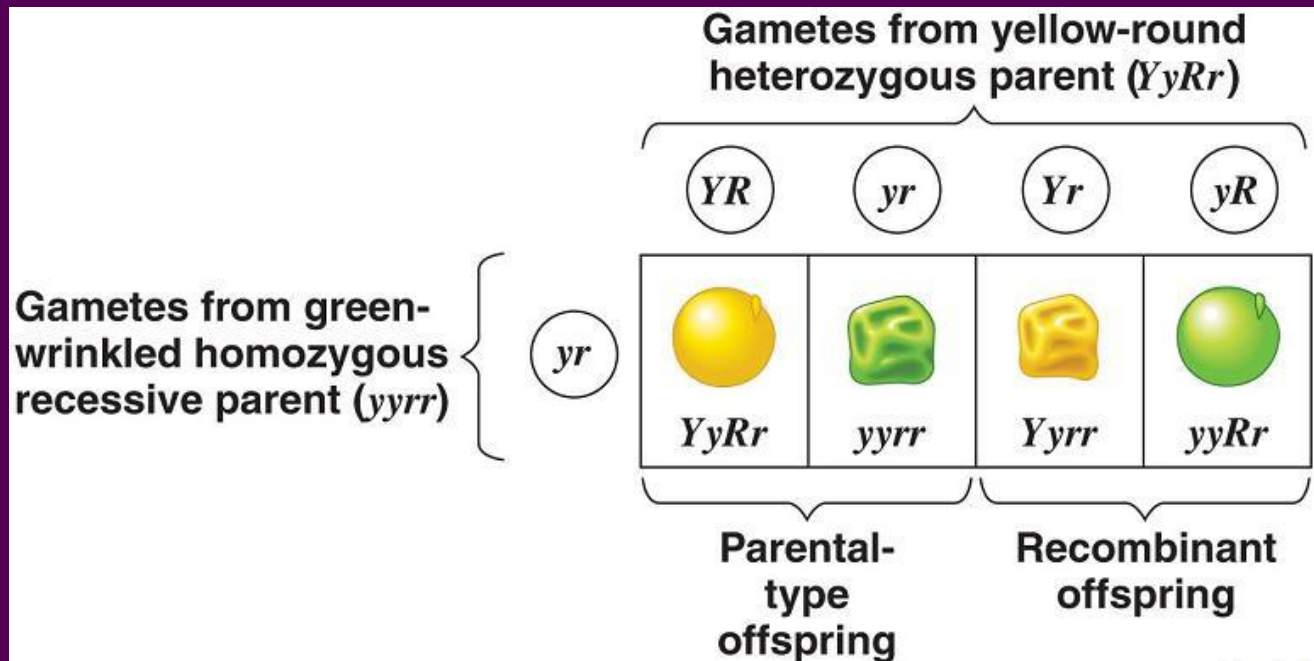 Gametes from yellow-round
heterozygous parent (YyRr)
YR yr Yr yR
Gametes from green-
wrinkled homozygous
recessive parent (yyrr)
yr
YyRr yyrr Yyrr yyRr
Parental-
type
offspring
Recombinant
offspring